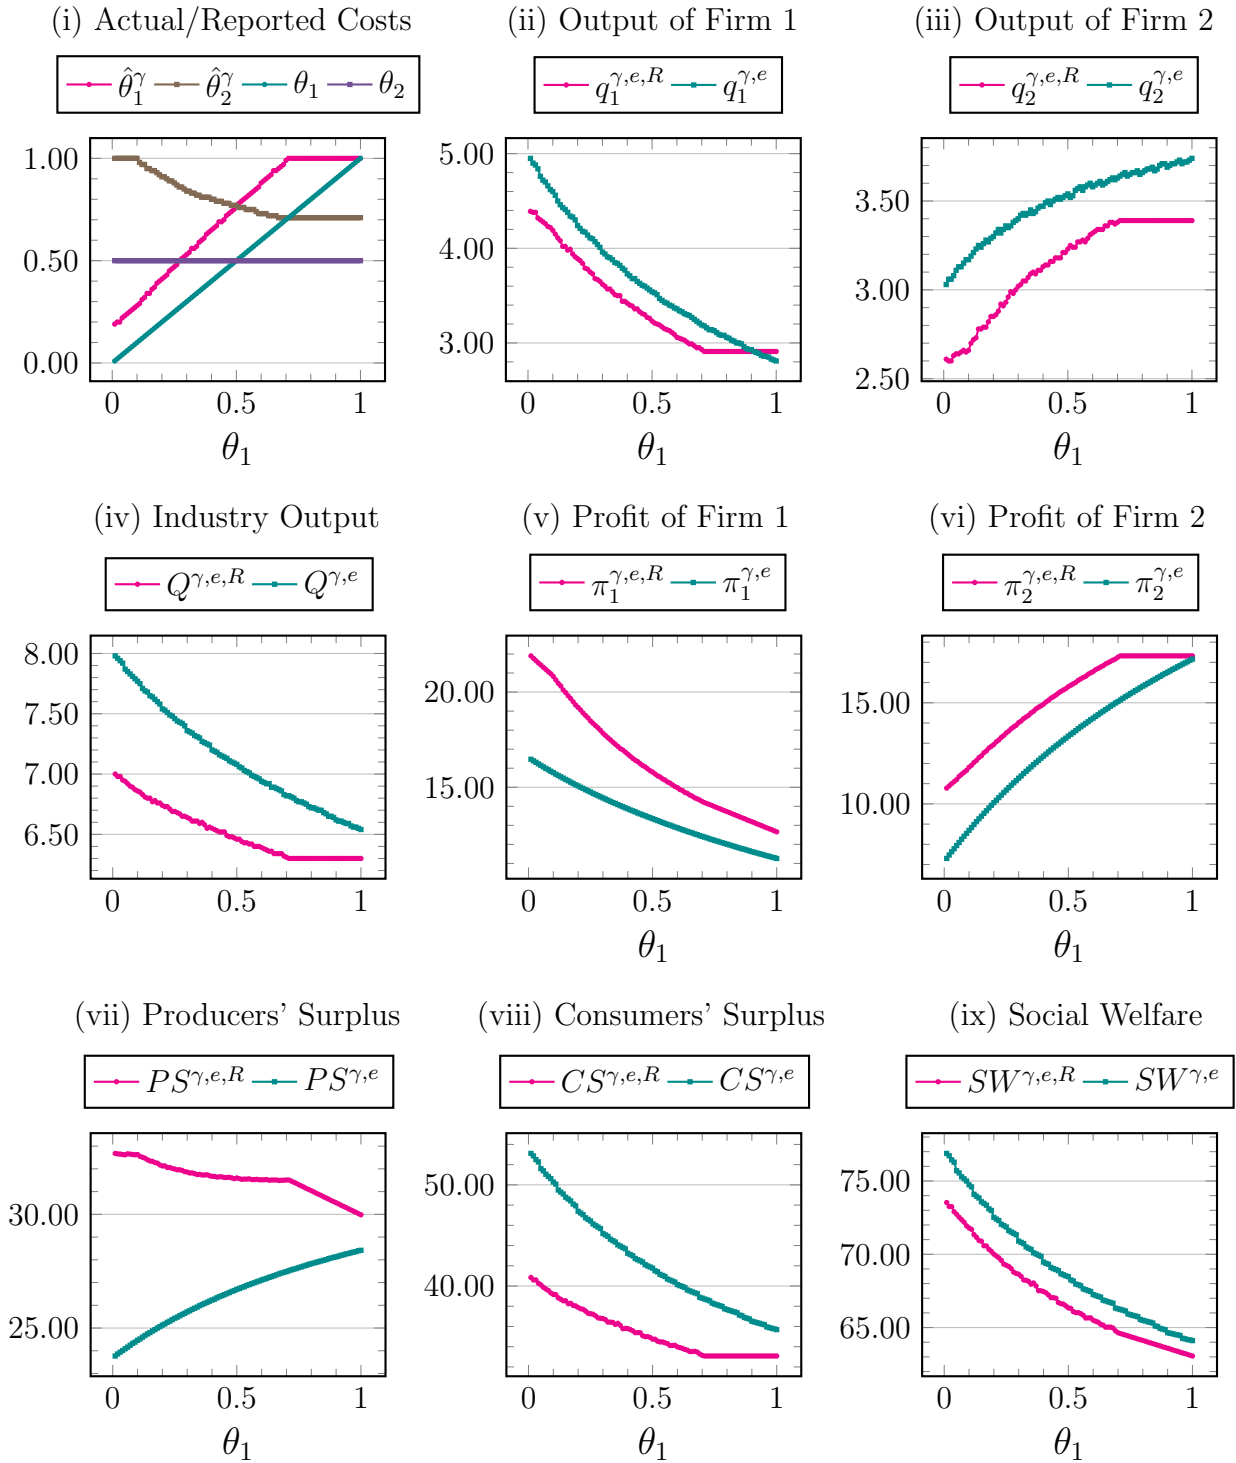 (i) Actual/Reported Costs
(ii) Output of Firm 1
(iii) Output of Firm 2
θ̂₁^γ θ̂₂^γ θ₁ θ₂
q₁^{γ,e,R} q₁^{γ,e}
q₂^{γ,e,R} q₂^{γ,e}
1.00
0.50
0.00
0 0.5 1
θ₁
5.00
4.00
3.00
0 0.5 1
θ₁
3.50
3.00
2.50
0 0.5 1
θ₁
(iv) Industry Output
(v) Profit of Firm 1
(vi) Profit of Firm 2
Q^{γ,e,R} Q^{γ,e}
π₁^{γ,e,R} π₁^{γ,e}
π₂^{γ,e,R} π₂^{γ,e}
8.00
7.50
7.00
6.50
0 0.5 1
20.00
15.00
0 0.5 1
θ₁
15.00
10.00
0 0.5 1
(vii) Producers' Surplus
(viii) Consumers' Surplus
(ix) Social Welfare
PS^{γ,e,R} PS^{γ,e}
CS^{γ,e,R} CS^{γ,e}
SW^{γ,e,R} SW^{γ,e}
30.00
25.00
0 0.5 1
θ₁
50.00
40.00
0 0.5 1
θ₁
75.00
70.00
65.00
0 0.5 1
θ₁